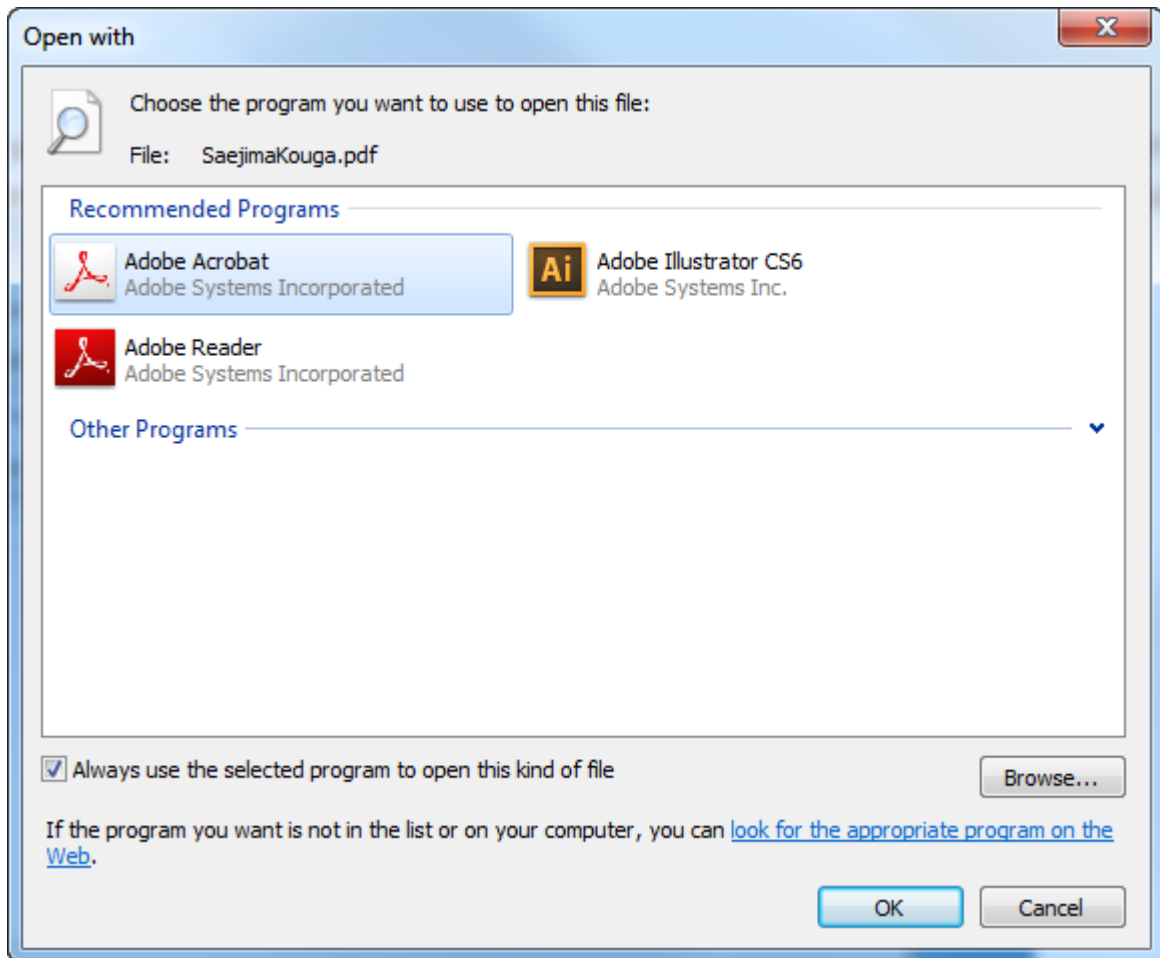 Open with
Choose the program you want to use to open this file:
File: SaejimaKouga.pdf
Recommended Programs
Adobe Acrobat
Adobe Systems Incorporated
Ai
Adobe Illustrator CS6
Adobe Systems Inc.
Adobe Reader
Adobe Systems Incorporated
Other Programs
Always use the selected program to open this kind of file
Browse...
If the program you want is not in the list or on your computer, you can look for the appropriate program on the
Web.
OK
Cancel